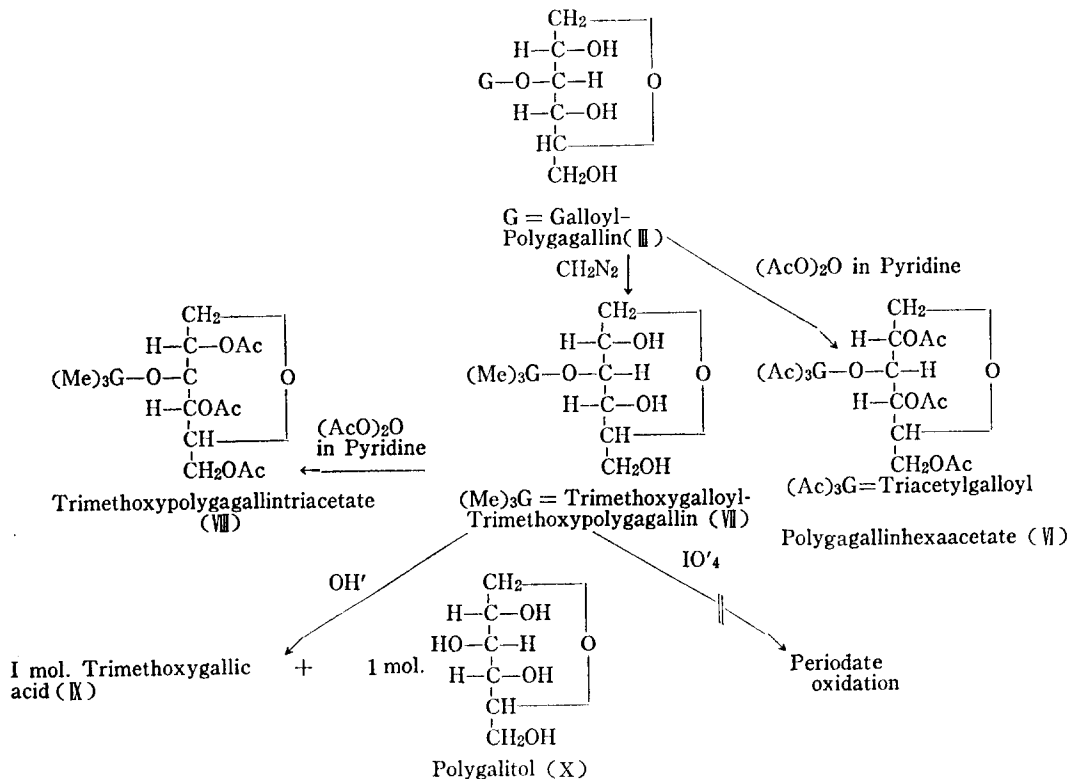 CH₂
H—C—OH
G—O—C—H O
H—C—OH
HC
CH₂OH
G = Galloyl-
Polygagallin(Ⅲ)
CH₂N₂
(AcO)₂O in Pyridine
CH₂
H—C—OAc
(Me)₃G—O—C O
H—COAc
CH
CH₂OAc
Trimethoxypolygagallintriacetate
(Ⅷ)
(AcO)₂O
in Pyridine
CH₂
H—C—OH
(Me)₃G—O—C—H O
H—C—OH
CH
CH₂OH
(Me)₃G = Trimethoxygalloyl-
Trimethoxypolygagallin (Ⅶ)
CH₂
H—COAc
(Ac)₃G—O—C—H O
H—COAc
CH
CH₂OAc
(Ac)₃G=Triacetylgalloyl
Polygagallinhexaacetate (Ⅵ)
OH′
IO′₄
1 mol. Trimethoxygallic
acid (Ⅸ)
+ 1 mol.
CH₂
H—C—OH
HO—C—H O
H—C—OH
CH
CH₂OH
Polygalitol (Ⅹ)
Periodate
oxidation